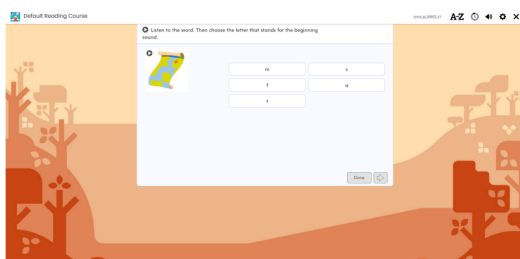 Default Reading Course
A-Z
Listen to the word. Then choose the letter that stands for the beginning
sound.
m s
f a
t
Done